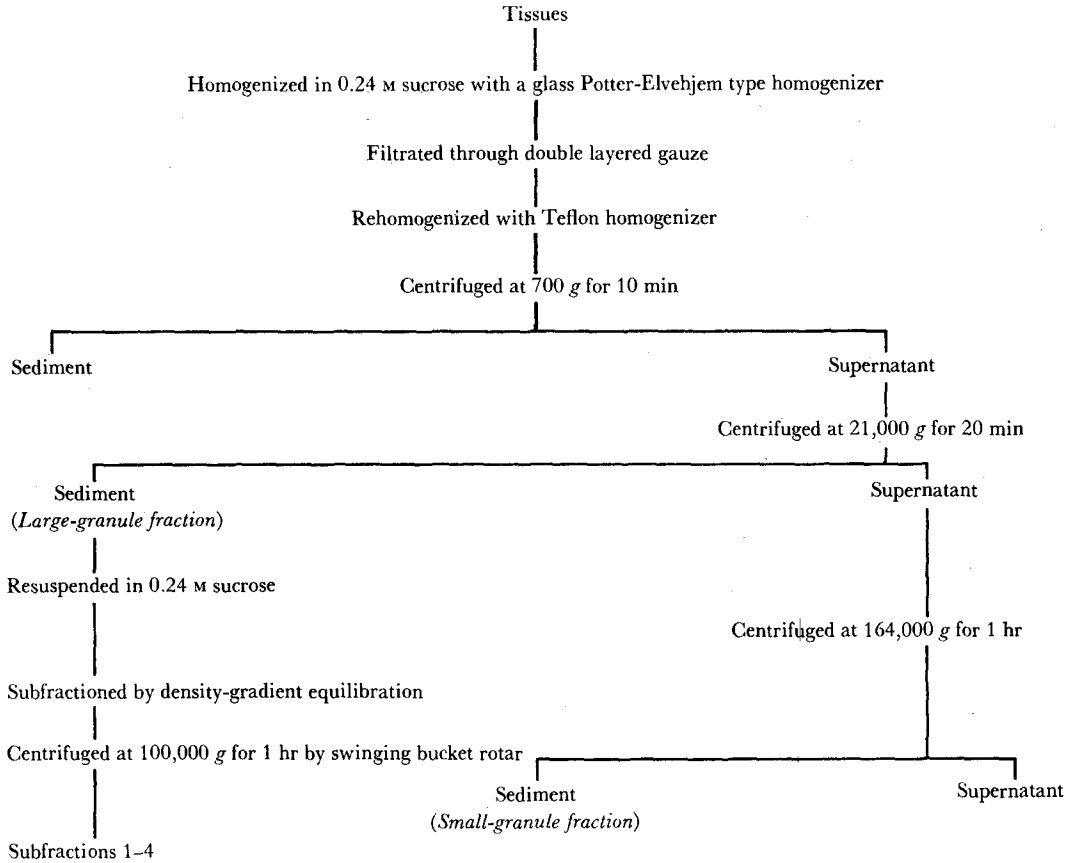 Tissues
Homogenized in 0.24 M sucrose with a glass Potter-Elvehjem type homogenizer
Filtrated through double layered gauze
Rehomogenized with Teflon homogenizer
Centrifuged at 700 g for 10 min
Sediment
Supernatant
Centrifuged at 21,000 g for 20 min
Sediment
(Large-granule fraction)
Supernatant
Resuspended in 0.24 M sucrose
Centrifuged at 164,000 g for 1 hr
Subfractioned by density-gradient equilibration
Centrifuged at 100,000 g for 1 hr by swinging bucket rotar
Sediment
(Small-granule fraction)
Supernatant
Subfractions 1–4